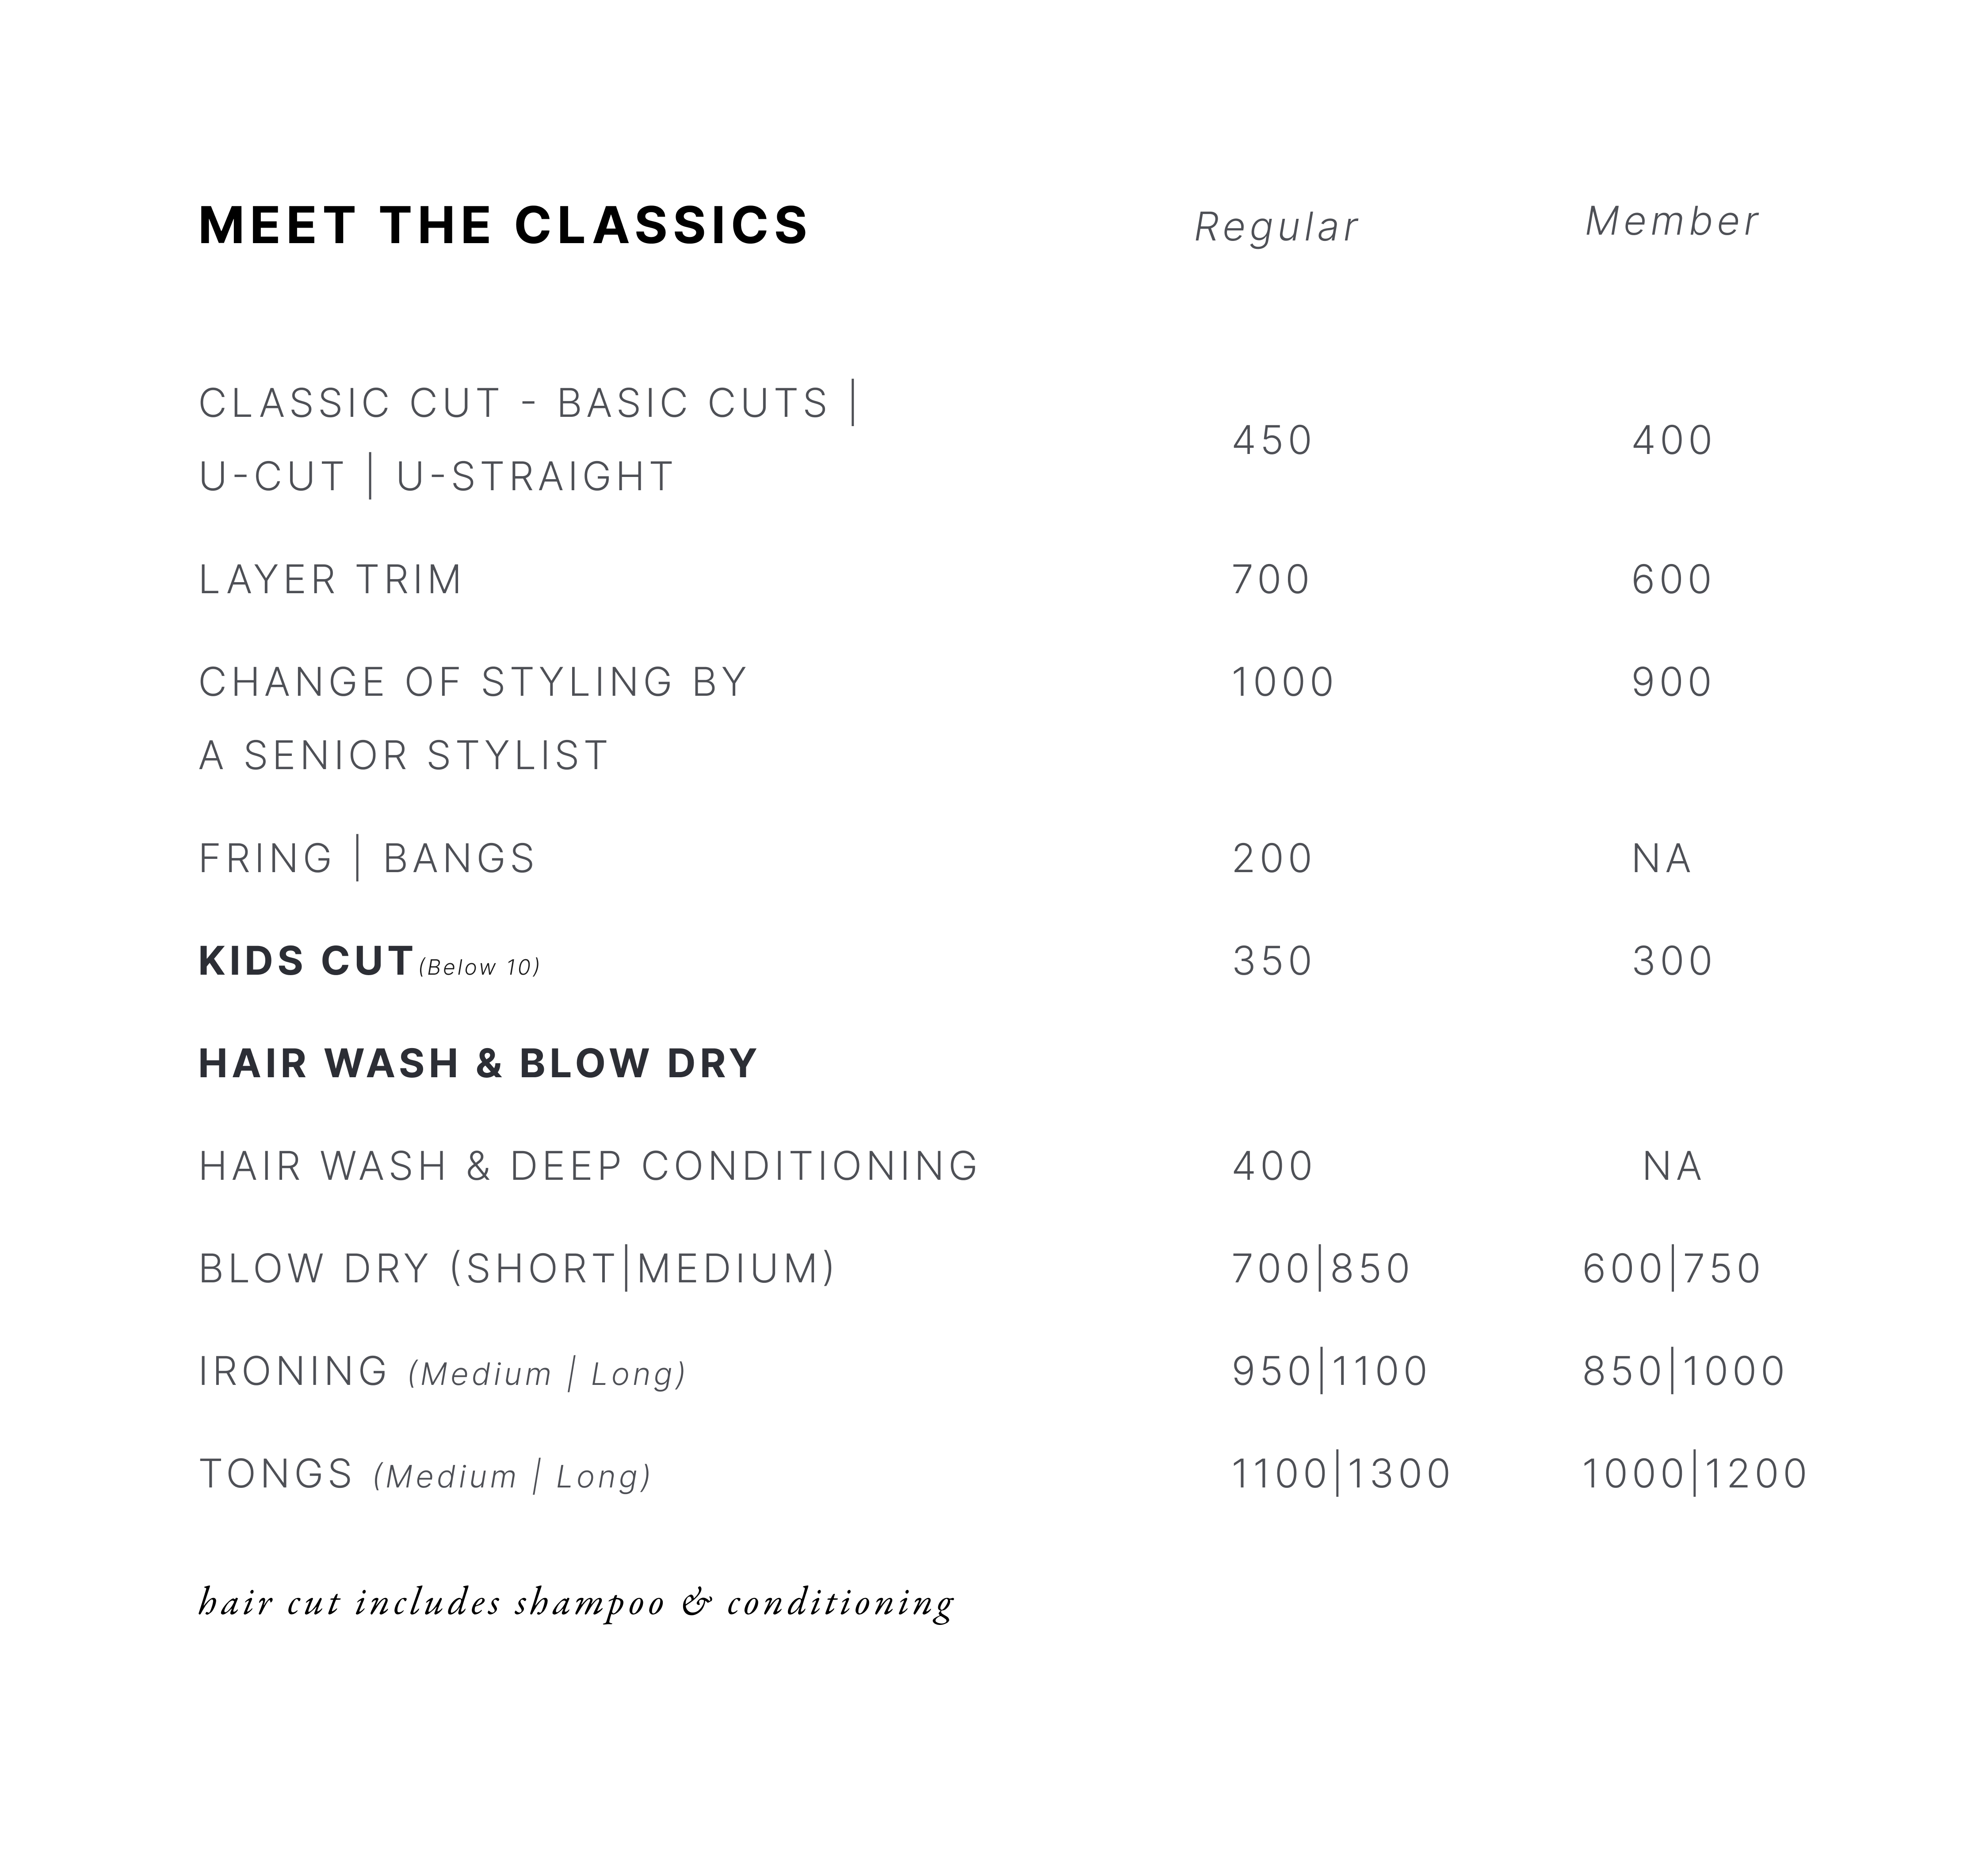 MEET THE CLASSICS Regular Member
CLASSIC CUT - BASIC CUTS |
U-CUT | U-STRAIGHT 450 400
LAYER TRIM 700 600
CHANGE OF STYLING BY 1000 900
A SENIOR STYLIST
FRING | BANGS 200 NA
KIDS CUT (Below 10) 350 300
HAIR WASH & BLOW DRY
HAIR WASH & DEEP CONDITIONING 400 NA
BLOW DRY (SHORT|MEDIUM) 700|850 600|750
IRONING (Medium | Long) 950|1100 850|1000
TONGS (Medium | Long) 1100|1300 1000|1200
hair cut includes shampoo & conditioning